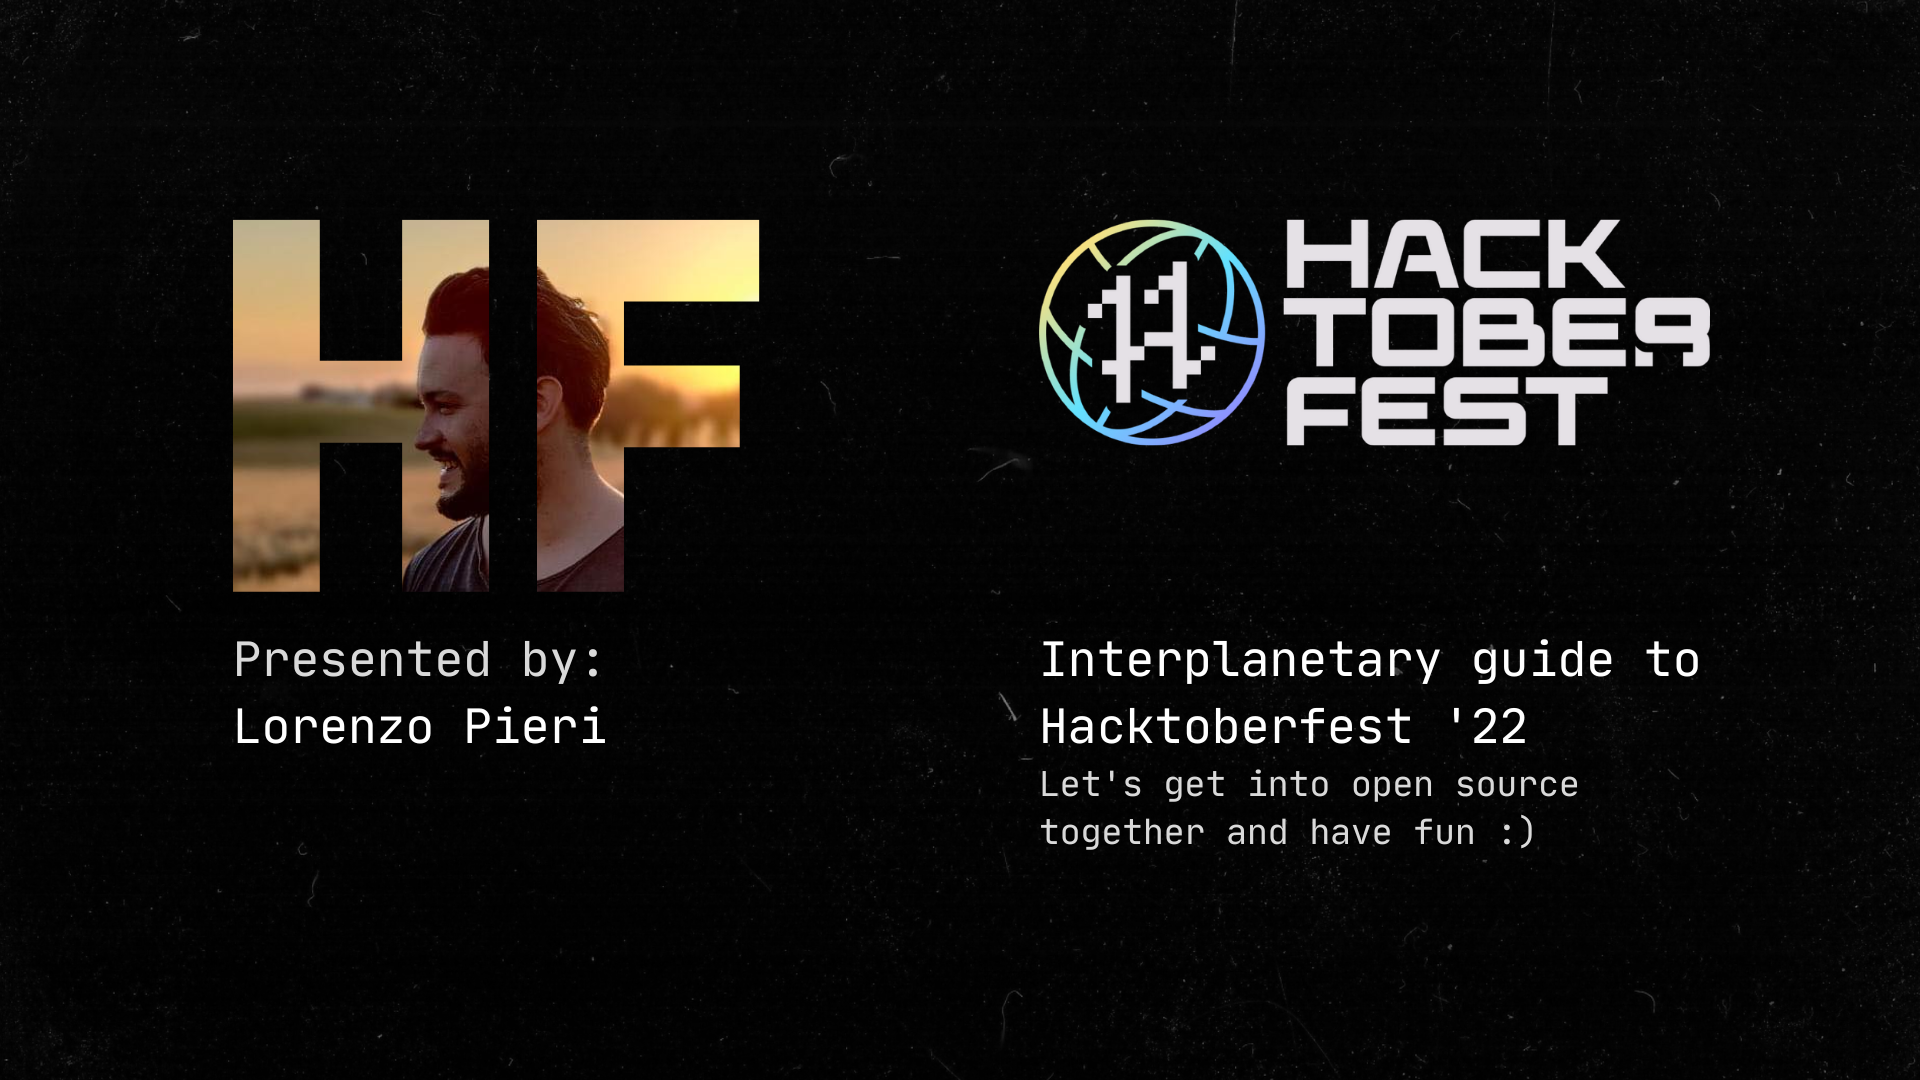 HF
Presented by:
Lorenzo Pieri
HACK
TOBER
FEST
Interplanetary guide to
Hacktoberfest '22
Let's get into open source
together and have fun :)